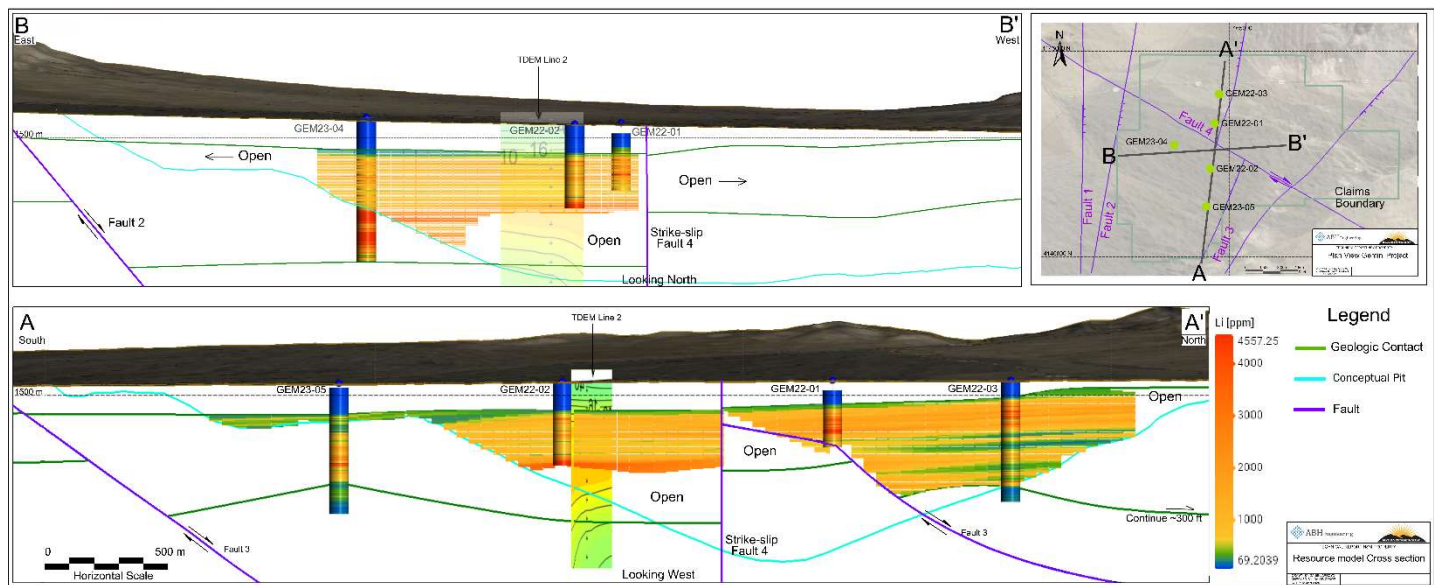 B
East
B'
West
TDEM Line 2
GEM23-04
GEM22-02
GEM22-01
1500 m
10
16
Open
Open
Fault 2
Open
Strike-slip
Fault 4
Looking North
N
A'
GEM22-03
GEM22-01
Fault 4
GEM23-04
B
B'
GEM22-02
GEM23-05
Fault 1
Fault 2
Fault 3
Claims
Boundary
A
ABH Engineering
Plan View Gemini Project
A
South
TDEM Line 2
A'
North
GEM23-05
GEM22-02
GEM22-01
GEM22-03
1500 m
Open
Open
Open
Strike-slip
Fault 4
Fault 3
Fault 3
Continue ~300 ft
0
500 m
Horizontal Scale
Looking West
Li [ppm]
4557.25
4000
3000
2000
1000
69.2039
Legend
Geologic Contact
Conceptual Pit
Fault
ABH Engineering
Resource model Cross section